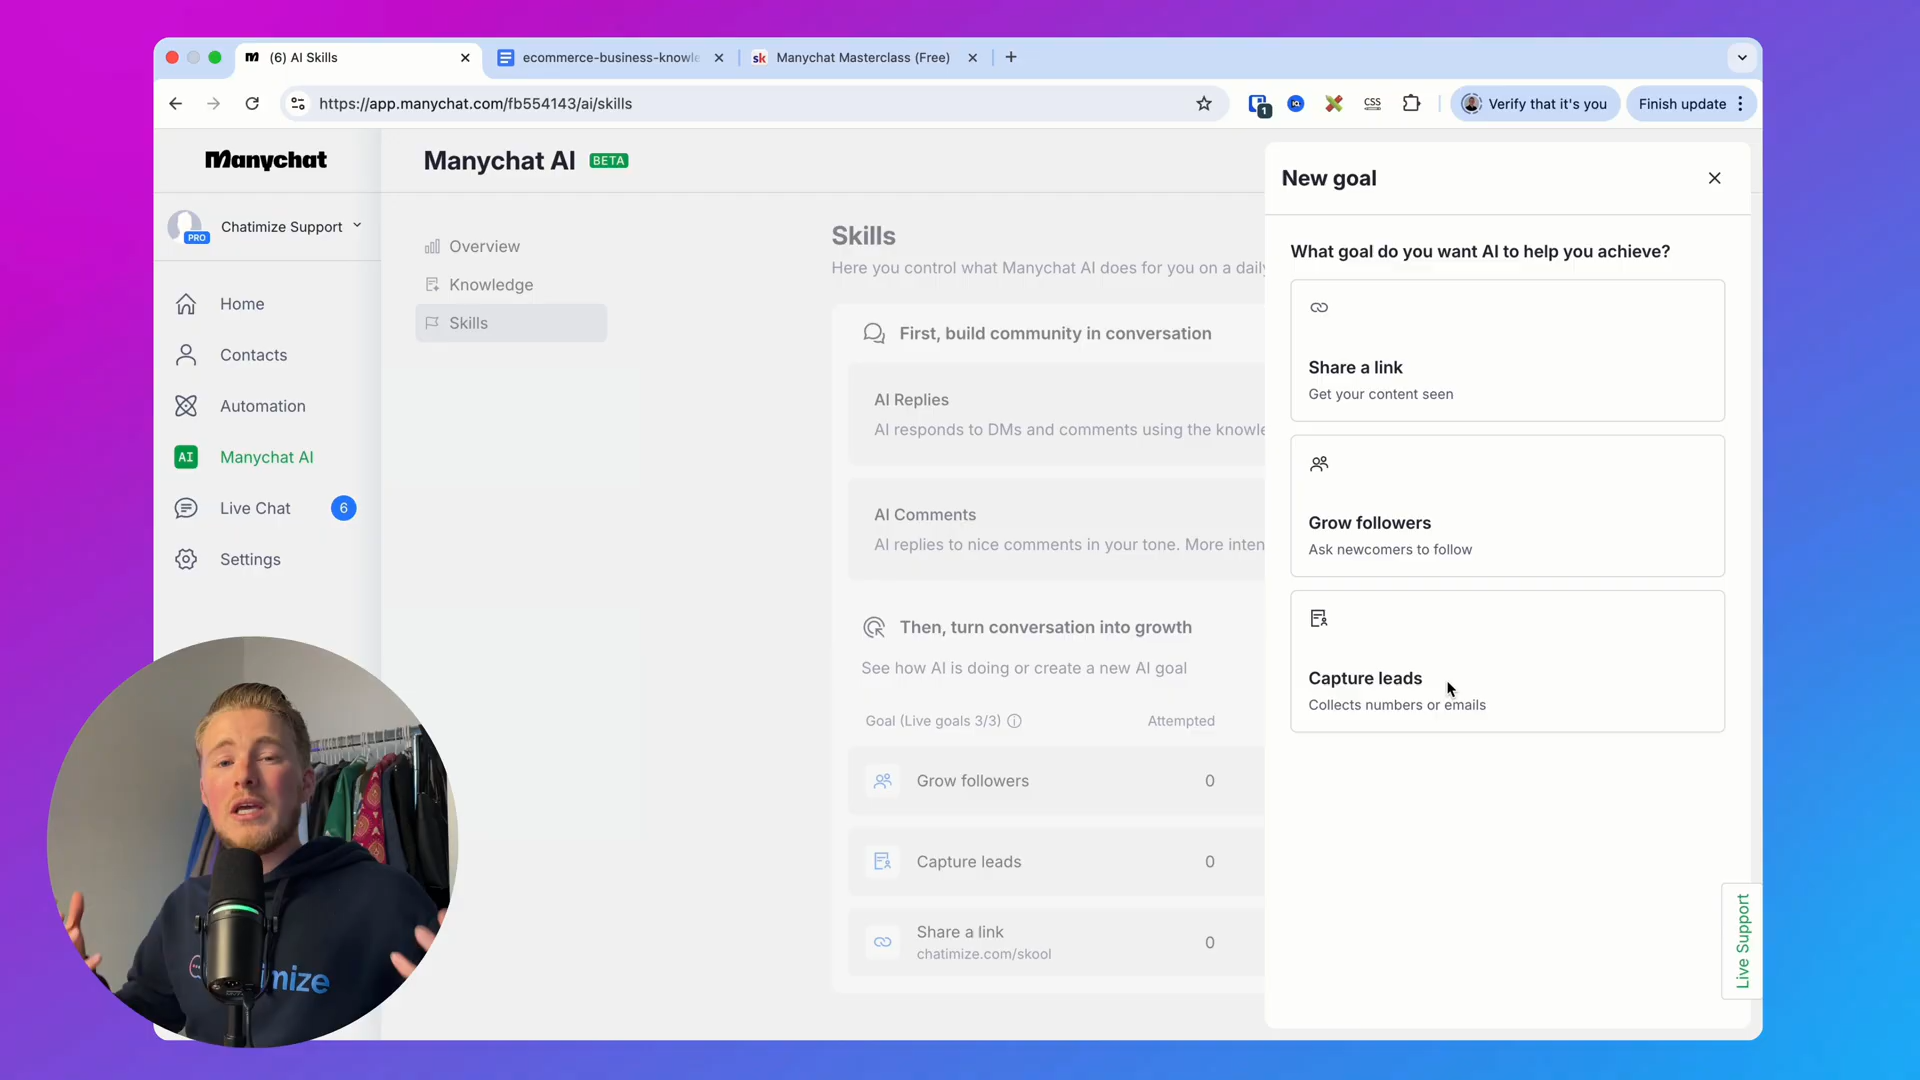 (6) AI Skills
ecommerce-business-knowle
Manychat Masterclass (Free)
https://app.manychat.com/fb554143/ai/skills
1
CSS
Verify that it's you
Finish update
Manychat
Manychat AI
BETA
PRO
Chatimize Support
Home
Contacts
Automation
AI
Manychat AI
Live Chat
6
Settings
Overview
Knowledge
Skills
Skills
Here you control what Manychat AI does for you on a daily
First, build community in conversation
AI Replies
AI responds to DMs and comments using the knowle
AI Comments
AI replies to nice comments in your tone. More inten
Then, turn conversation into growth
See how AI is doing or create a new AI goal
Goal (Live goals 3/3)
Attempted
Grow followers
0
Capture leads
0
Share a link
chatimize.com/skool
0
New goal
What goal do you want AI to help you achieve?
Share a link
Get your content seen
Grow followers
Ask newcomers to follow
Capture leads
Collects numbers or emails
Live Support
imize